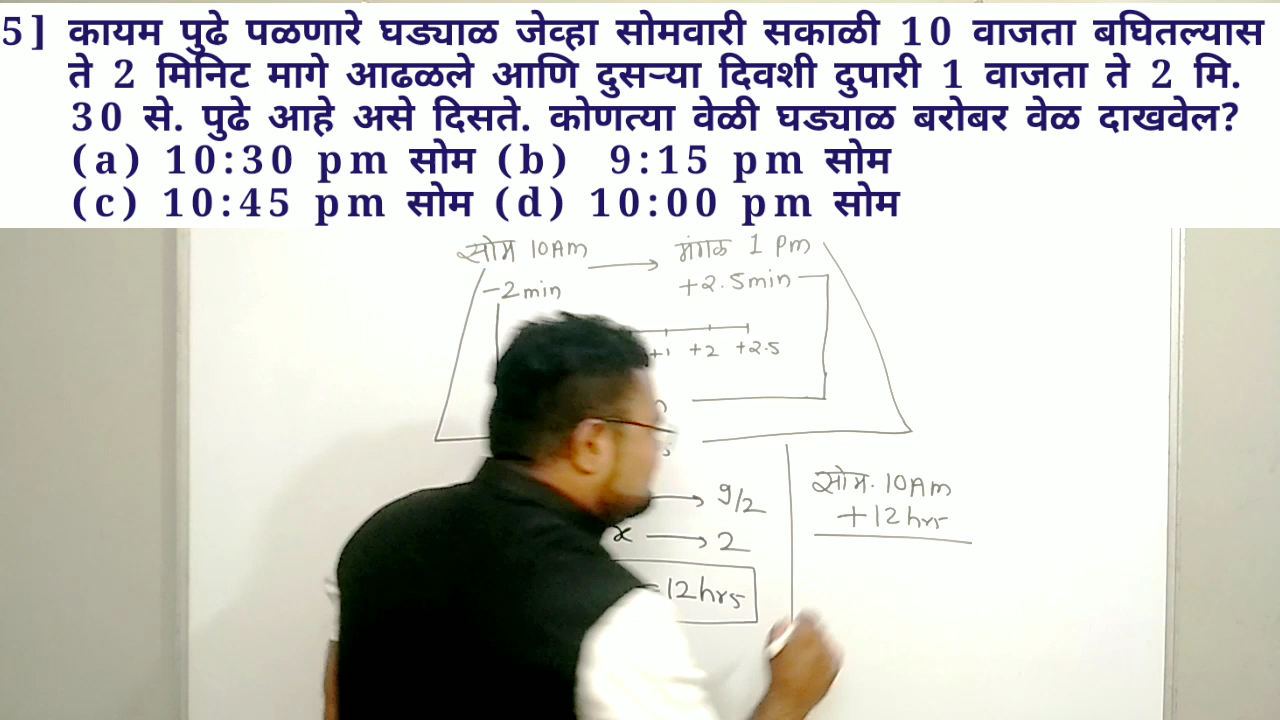 5] कायम पुढे पळणारे घड्याळ जेव्हा सोमवारी सकाळी 10 वाजता बघितल्यास
ते 2 मिनिट मागे आढळले आणि दुसऱ्या दिवशी दुपारी 1 वाजता ते 2 मि.
30 से. पुढे आहे असे दिसते. कोणत्या वेळी घड्याळ बरोबर वेळ दाखवेल?
(a) 10:30 pm सोम (b) 9:15 pm सोम
(c) 10:45 pm सोम (d) 10:00 pm सोम
सोम 10Am → मंगळ 1 Pm
-2min +2.5min
+1 +2 +2.5
→ 9/2
x → 2
=12hrs
सोम. 10Am
+12hrs